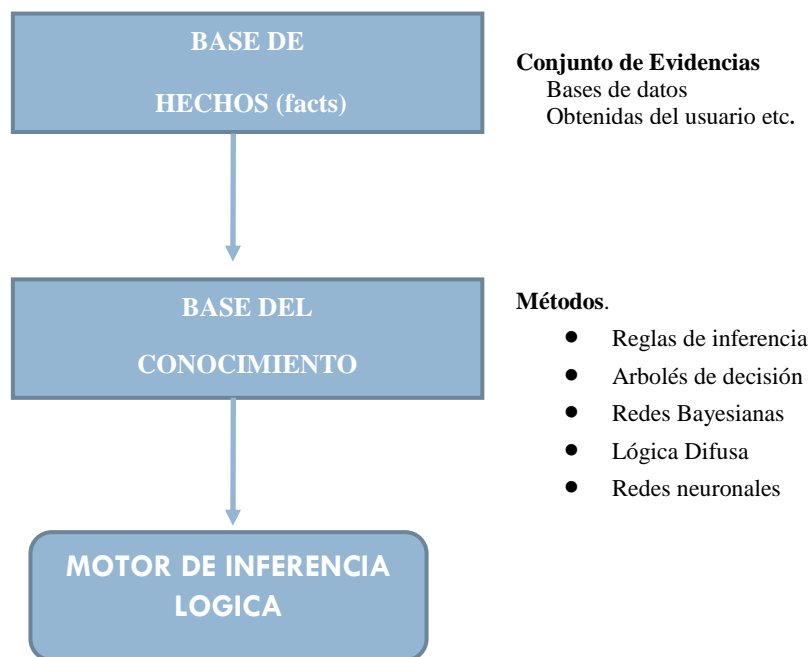 BASE DE
HECHOS (facts)
Conjunto de Evidencias
Bases de datos
Obtenidas del usuario etc.
BASE DEL
CONOCIMIENTO
Métodos.
● Reglas de inferencia
● Arbolés de decisión
● Redes Bayesianas
● Lógica Difusa
● Redes neuronales
MOTOR DE INFERENCIA
LOGICA